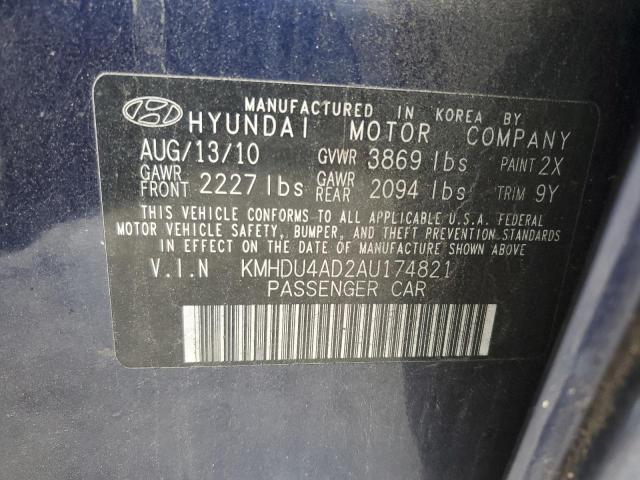 MANUFACTURED IN KOREA BY
HYUNDAI MOTOR COMPANY
AUG/13/10 GVWR 3869 lbs PAINT 2X
GAWR FRONT 2227 lbs GAWR REAR 2094 lbs TRIM 9Y
THIS VEHICLE CONFORMS TO ALL APPLICABLE U.S.A. FEDERAL
MOTOR VEHICLE SAFETY, BUMPER, AND THEFT PREVENTION STANDARDS
IN EFFECT ON THE DATE OF MANUFACTURE SHOWN ABOVE.
V.I.N KMHDU4AD2AU174821
PASSENGER CAR